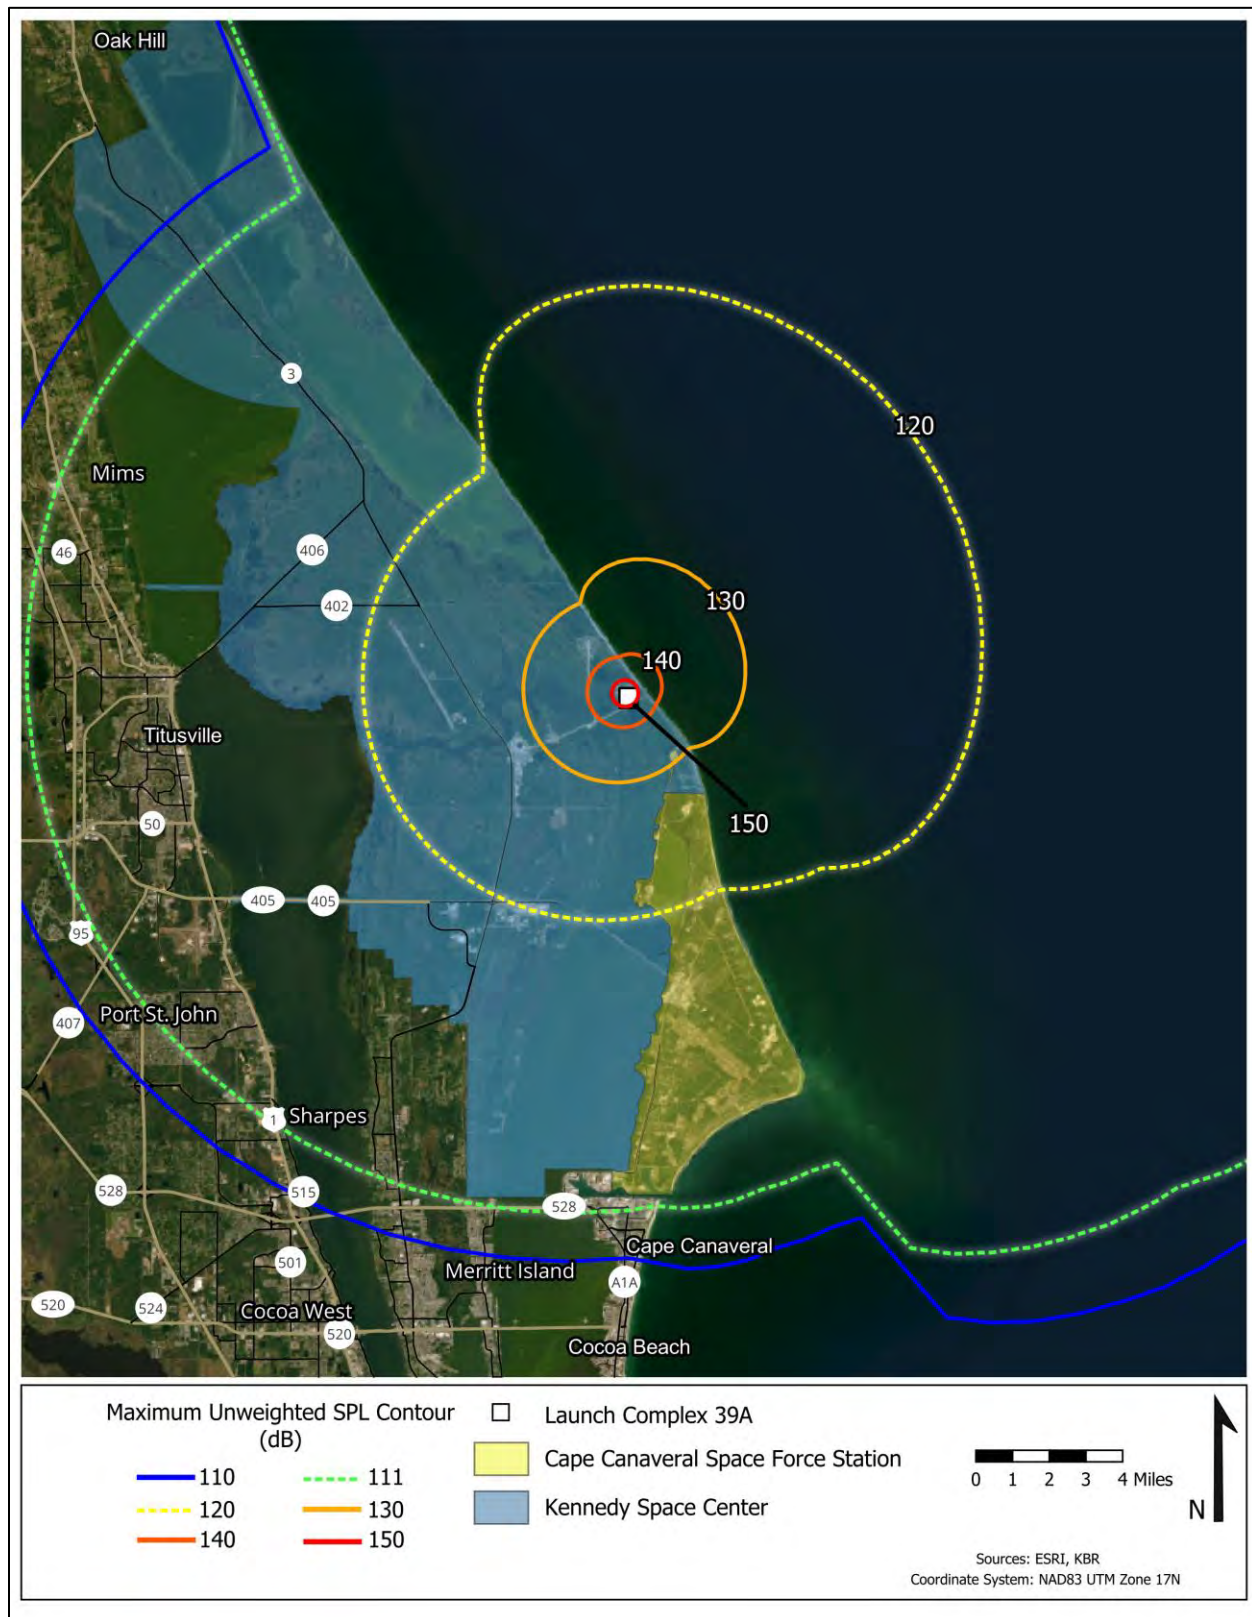 Oak Hill
3
120
Mims
46
406
402
130
140
Titusville
150
50
405
405
95
Port St. John
407
1
Sharpes
528
515
528
Cape Canaveral
501
Merritt Island
A1A
520
524
Cocoa West
520
Cocoa Beach
Maximum Unweighted SPL Contour
(dB)
110
111
120
130
140
150
Launch Complex 39A
Cape Canaveral Space Force Station
Kennedy Space Center
0 1 2 3 4 Miles
N
Sources: ESRI, KBR
Coordinate System: NAD83 UTM Zone 17N